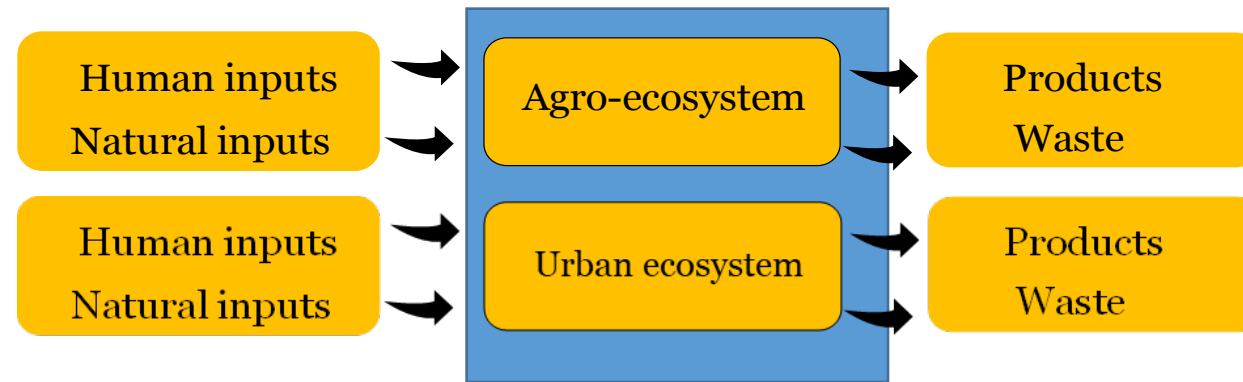 Human inputs
Natural inputs
Agro-ecosystem
Products
Waste
Human inputs
Natural inputs
Urban ecosystem
Products
Waste